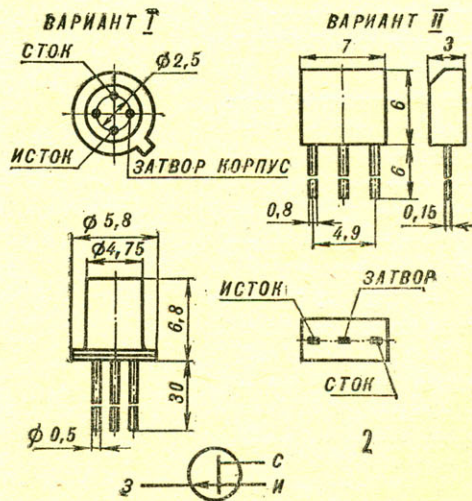 ВАРИАНТ I
СТОК
ф2,5
ИСТОК
ЗАТВОР КОРПУС
ф 5,8
ф4,75
6,8
30
ф 0,5
ВАРИАНТ II
7
3
6
6
0,8
4,9
0,15
ИСТОК
ЗАТВОР
СТОК
2
З
С
И